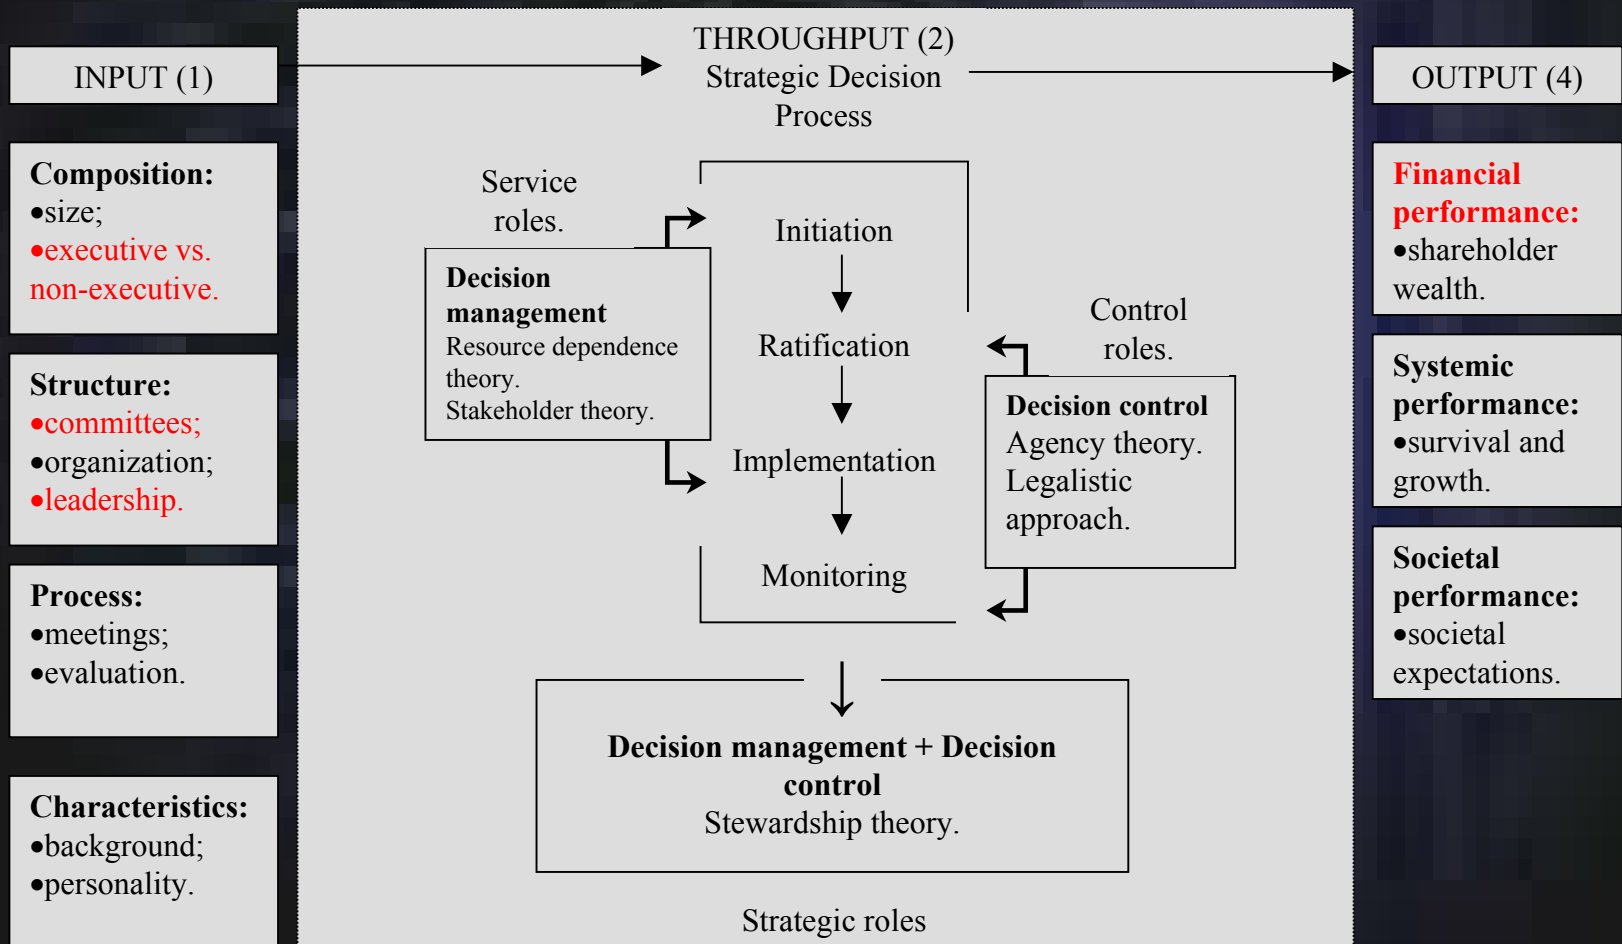 INPUT (1)
Composition:
•size;
•executive vs.
non-executive.
Structure:
•committees;
•organization;
•leadership.
Process:
•meetings;
•evaluation.
Characteristics:
•background;
•personality.
THROUGHPUT (2)
Strategic Decision
Process
Service
roles.
Decision
management
Resource dependence
theory.
Stakeholder theory.
Initiation
Ratification
Implementation
Monitoring
Control
roles.
Decision control
Agency theory.
Legalistic
approach.
Decision management + Decision
control
Stewardship theory.
Strategic roles
OUTPUT (4)
Financial
performance:
•shareholder
wealth.
Systemic
performance:
•survival and
growth.
Societal
performance:
•societal
expectations.